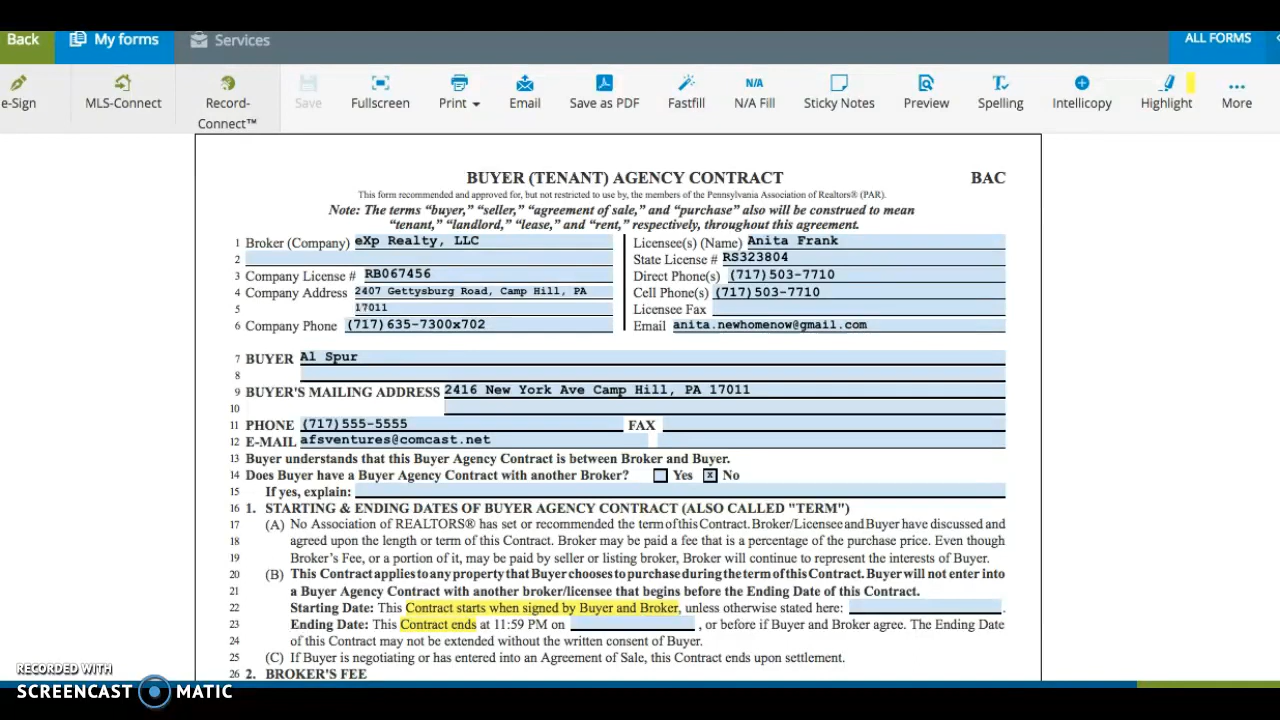 Back
My forms
Services
ALL FORMS
e-Sign
MLS-Connect
Record-
Connect™
Save
Fullscreen
Print
Email
Save as PDF
Fastfill
N/A
N/A Fill
Sticky Notes
Preview
Spelling
Intellicopy
Highlight
More
BUYER (TENANT) AGENCY CONTRACT BAC
This form recommended and approved for, but not restricted to use by, the members of the Pennsylvania Association of Realtors® (PAR).
Note: The terms “buyer,” “seller,” “agreement of sale,” and “purchase” also will be construed to mean
“tenant,” “landlord,” “lease,” and “rent,” respectively, throughout this agreement.
1 Broker (Company) eXp Realty, LLC
2
3 Company License # RB067456
4 Company Address 2407 Gettysburg Road, Camp Hill, PA
5 17011
6 Company Phone (717)635-7300x702
Licensee(s) (Name) Anita Frank
State License # RS323804
Direct Phone(s) (717)503-7710
Cell Phone(s) (717)503-7710
Licensee Fax
Email anita.newhomenow@gmail.com
7 BUYER Al Spur
8
9 BUYER'S MAILING ADDRESS 2416 New York Ave Camp Hill, PA 17011
10
11 PHONE (717)555-5555 FAX
12 E-MAIL afsventures@comcast.net
13 Buyer understands that this Buyer Agency Contract is between Broker and Buyer.
14 Does Buyer have a Buyer Agency Contract with another Broker? Yes x No
15 If yes, explain:
16 1. STARTING & ENDING DATES OF BUYER AGENCY CONTRACT (ALSO CALLED "TERM")
17 (A) No Association of REALTORS® has set or recommended the term of this Contract. Broker/Licensee and Buyer have discussed and
18 agreed upon the length or term of this Contract. Broker may be paid a fee that is a percentage of the purchase price. Even though
19 Broker's Fee, or a portion of it, may be paid by seller or listing broker, Broker will continue to represent the interests of Buyer.
20 (B) This Contract applies to any property that Buyer chooses to purchase during the term of this Contract. Buyer will not enter into
21 a Buyer Agency Contract with another broker/licensee that begins before the Ending Date of this Contract.
22 Starting Date: This Contract starts when signed by Buyer and Broker, unless otherwise stated here: .
23 Ending Date: This Contract ends at 11:59 PM on , or before if Buyer and Broker agree. The Ending Date
24 of this Contract may not be extended without the written consent of Buyer.
25 (C) If Buyer is negotiating or has entered into an Agreement of Sale, this Contract ends upon settlement.
26 2. BROKER'S FEE
RECORDED WITH
SCREENCAST MATIC